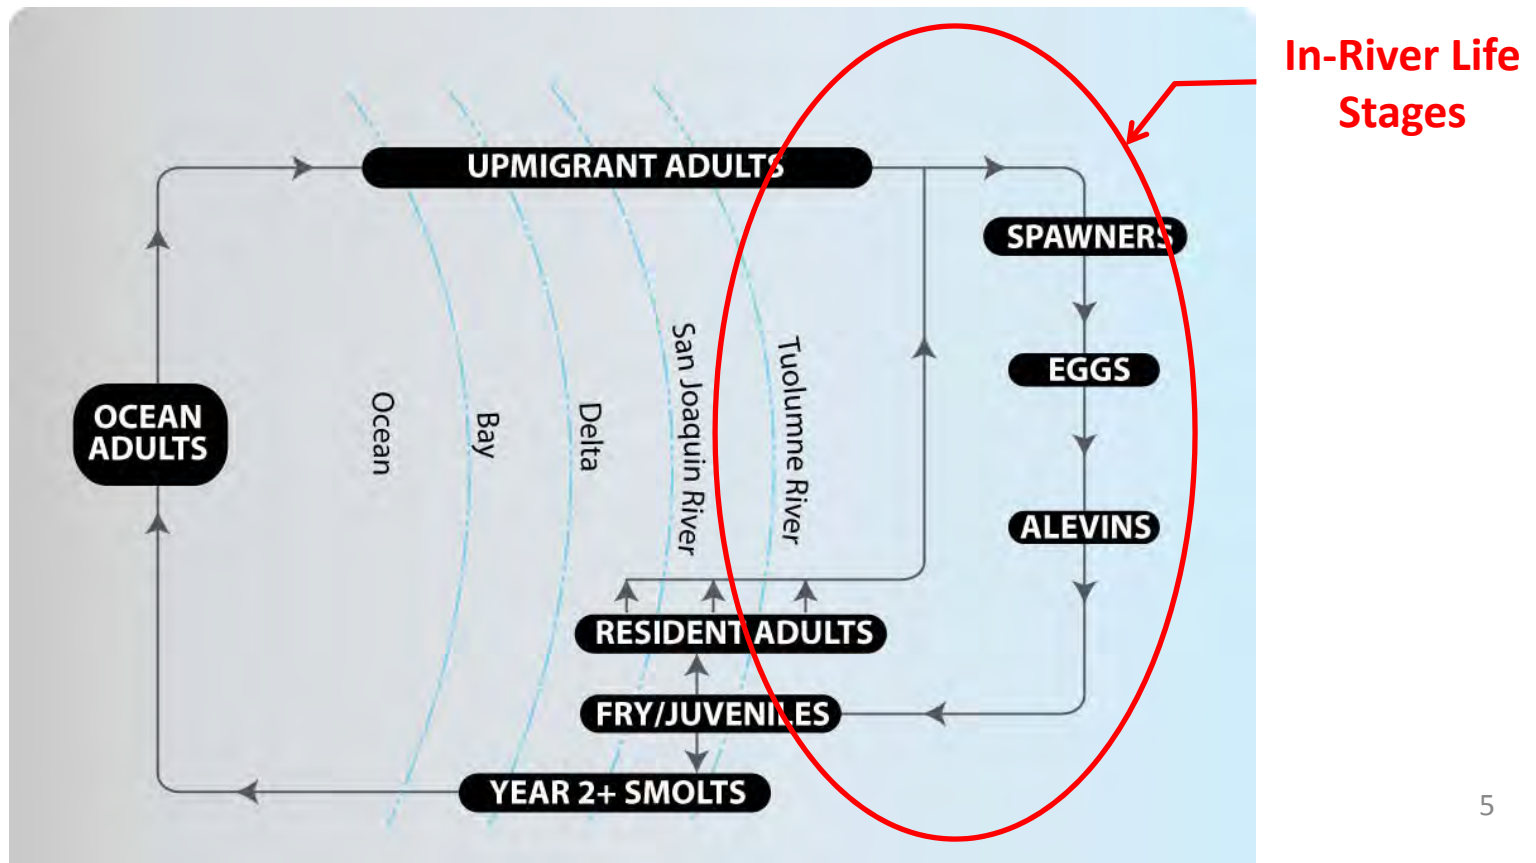 In-River Life
Stages
UPMIGRANT ADULTS
SPAWNERS
EGGS
ALEVINS
OCEAN
ADULTS
Ocean
Bay
Delta
San Joaquin River
Tuolumne River
RESIDENT ADULTS
FRY/JUVENILES
YEAR 2+ SMOLTS
5